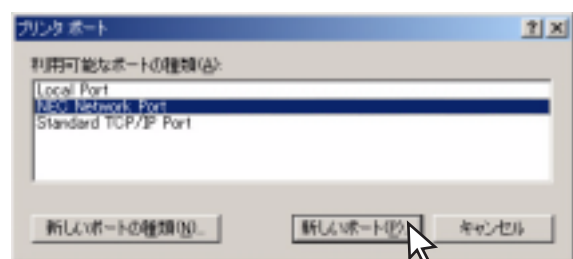 プリンタ ポート
利用可能なポートの種類(A):
Local Port
NEC Network Port
Standard TCP/IP Port
新しいポートの種類(N)... 新しいポート(P)... キャンセル